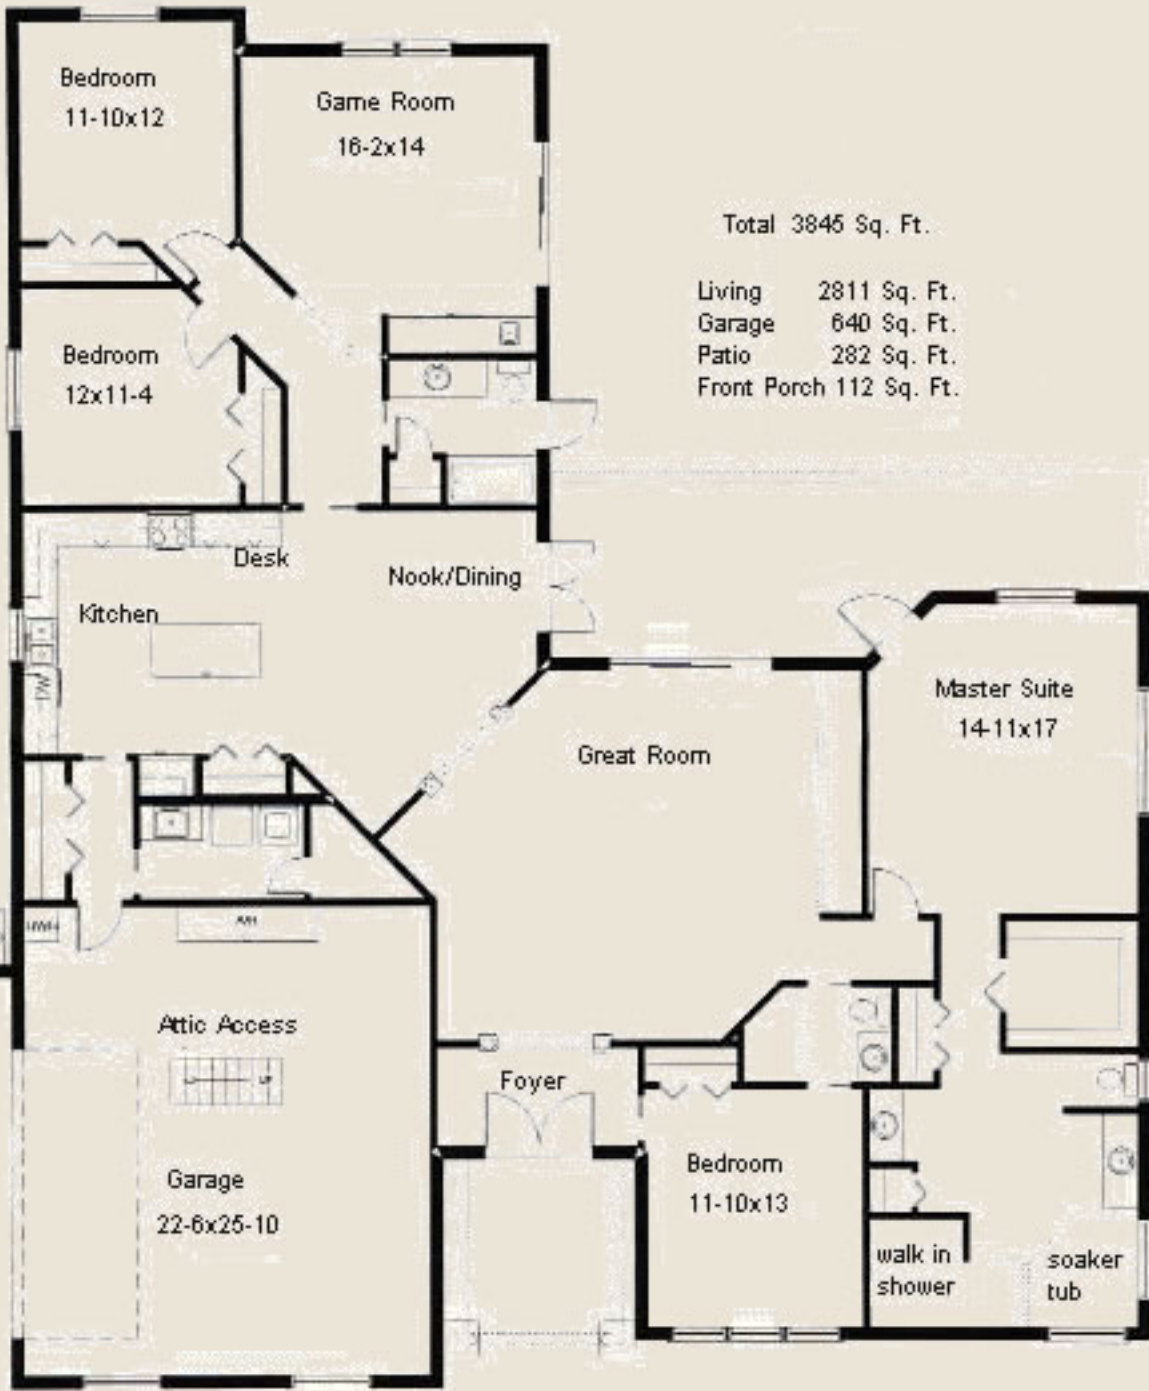 Bedroom
11-10x12
Game Room
16-2x14
Total 3845 Sq. Ft.
Living 2811 Sq. Ft.
Garage 640 Sq. Ft.
Patio 282 Sq. Ft.
Front Porch 112 Sq. Ft.
Bedroom
12x11-4
Desk
Nook/Dining
Kitchen
DW
Master Suite
14-11x17
Great Room
Attic Access
Foyer
Garage
22-6x25-10
Bedroom
11-10x13
walk in
shower
soaker
tub